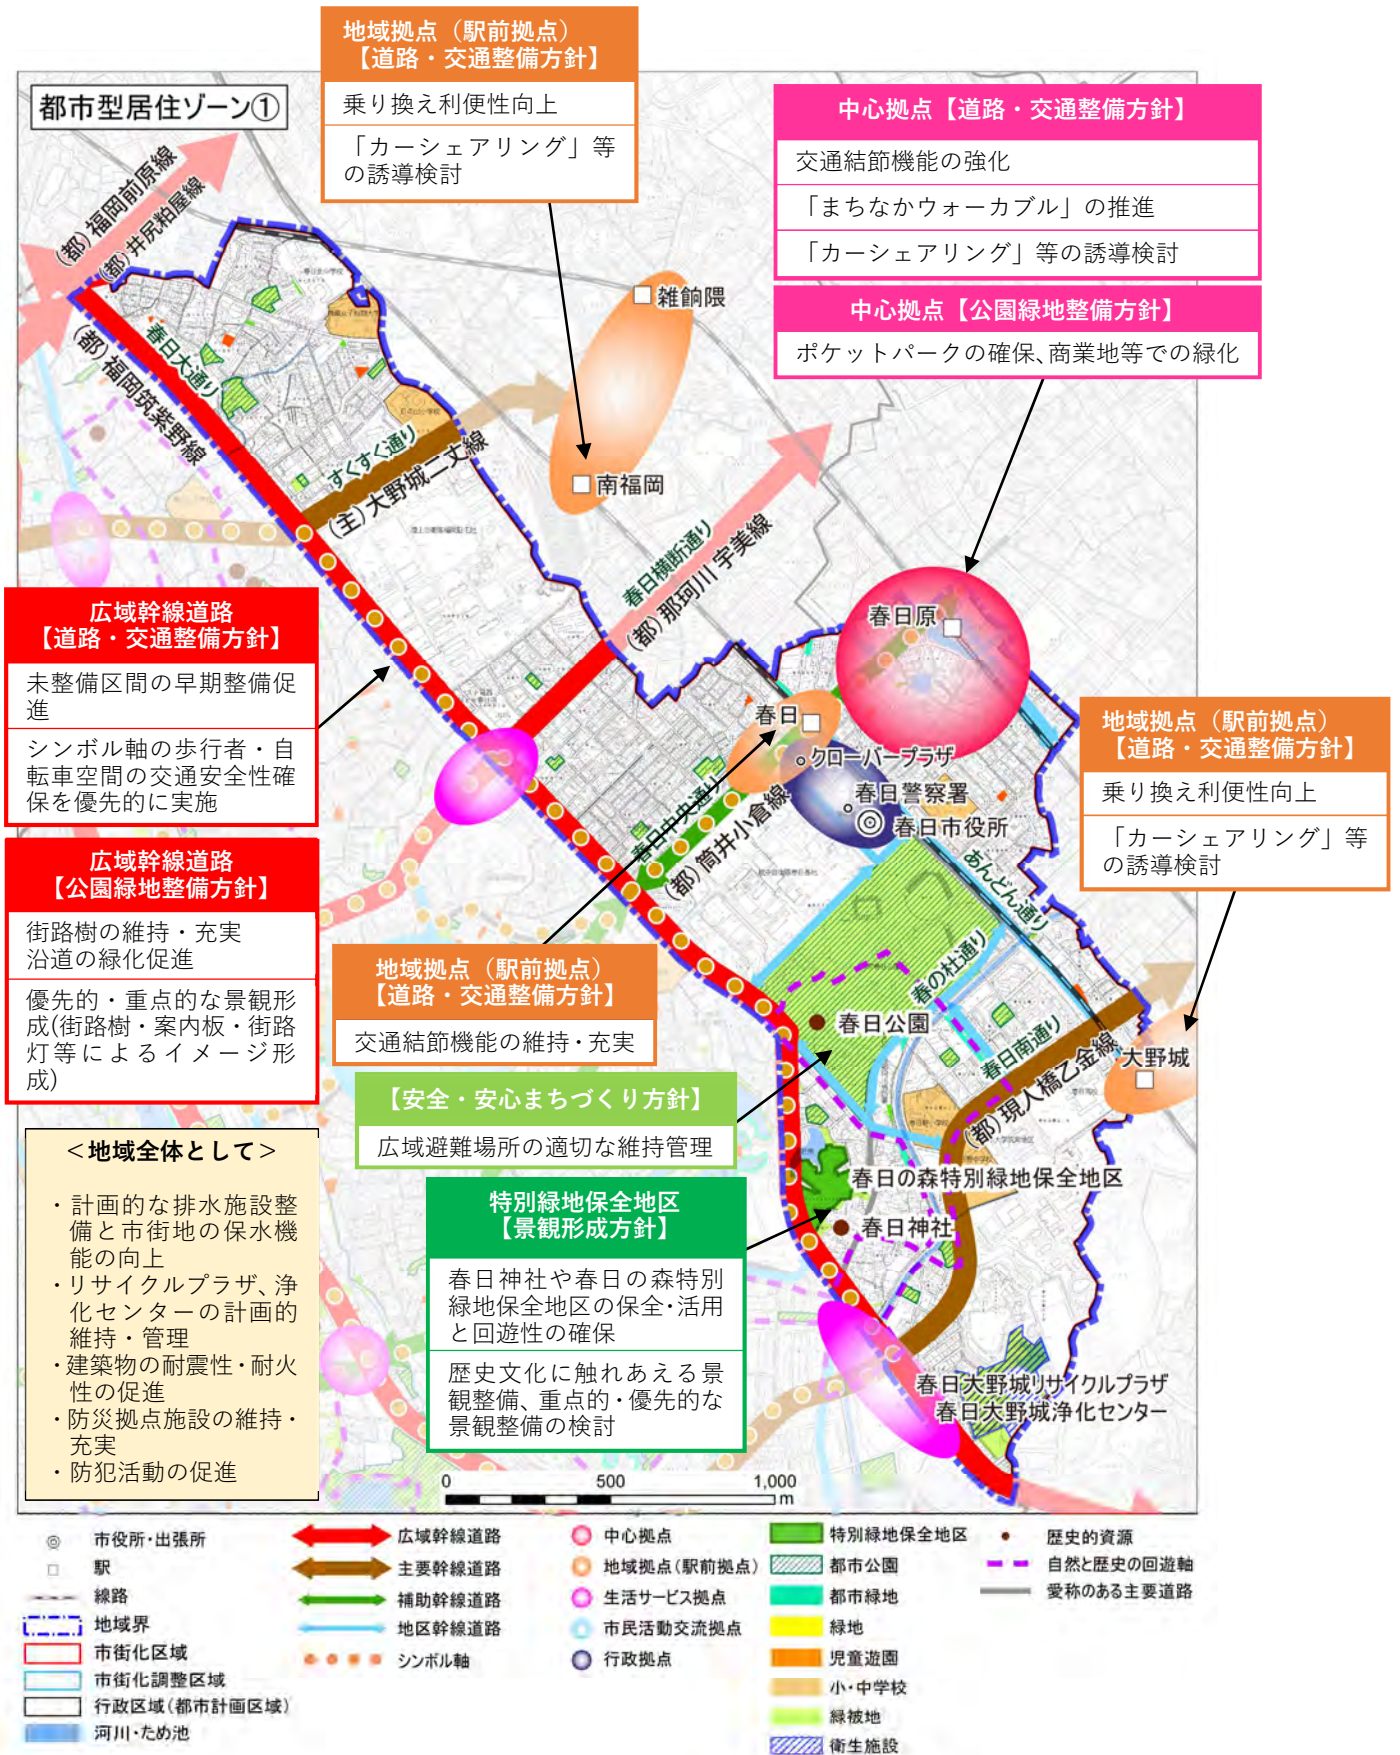 都市型居住ゾーン①
地域拠点（駅前拠点）
【道路・交通整備方針】
乗り換え利便性向上
「カーシェアリング」等
の誘導検討
中心拠点【道路・交通整備方針】
交通結節機能の強化
「まちなかウォーカブル」の推進
「カーシェアリング」等の誘導検討
中心拠点【公園緑地整備方針】
ポケットパークの確保、商業地等での緑化
(都)福岡前原線
(都)井尻粕屋線
春日大通り
(都)福岡筑紫野線
すくすく通り
(主)大野城二丈線
雑餉隈
南福岡
春日横断通り
(都)那珂川宇美線
春日原
春日
クローバープラザ
春日警察署
春日市役所
春日中央通り
(都)筒井小倉線
あんどん通り
春の杜通り
春日公園
春日南通り
(都)現人橋乙金線
大野城
春日の森特別緑地保全地区
春日神社
春日大野城リサイクルプラザ
春日大野城浄化センター
広域幹線道路
【道路・交通整備方針】
未整備区間の早期整備促
進
シンボル軸の歩行者・自
転車空間の交通安全性確
保を優先的に実施
広域幹線道路
【公園緑地整備方針】
街路樹の維持・充実
沿道の緑化促進
優先的・重点的な景観形
成(街路樹・案内板・街路
灯等によるイメージ形
成)
地域拠点（駅前拠点）
【道路・交通整備方針】
乗り換え利便性向上
「カーシェアリング」等
の誘導検討
地域拠点（駅前拠点）
【道路・交通整備方針】
交通結節機能の維持・充実
【安全・安心まちづくり方針】
広域避難場所の適切な維持管理
特別緑地保全地区
【景観形成方針】
春日神社や春日の森特別
緑地保全地区の保全・活用
と回遊性の確保
歴史文化に触れあえる景
観整備、重点的・優先的な
景観整備の検討
＜地域全体として＞
・計画的な排水施設整
備と市街地の保水機
能の向上
・リサイクルプラザ、浄
化センターの計画的
維持・管理
・建築物の耐震性・耐火
性の促進
・防災拠点施設の維持・
充実
・防犯活動の促進
0 500 1,000
m
市役所・出張所
駅
線路
地域界
市街化区域
市街化調整区域
行政区域(都市計画区域)
河川・ため池
広域幹線道路
主要幹線道路
補助幹線道路
地区幹線道路
シンボル軸
中心拠点
地域拠点(駅前拠点)
生活サービス拠点
市民活動交流拠点
行政拠点
特別緑地保全地区
都市公園
都市緑地
緑地
児童遊園
小・中学校
緑被地
衛生施設
歴史的資源
自然と歴史の回遊軸
愛称のある主要道路